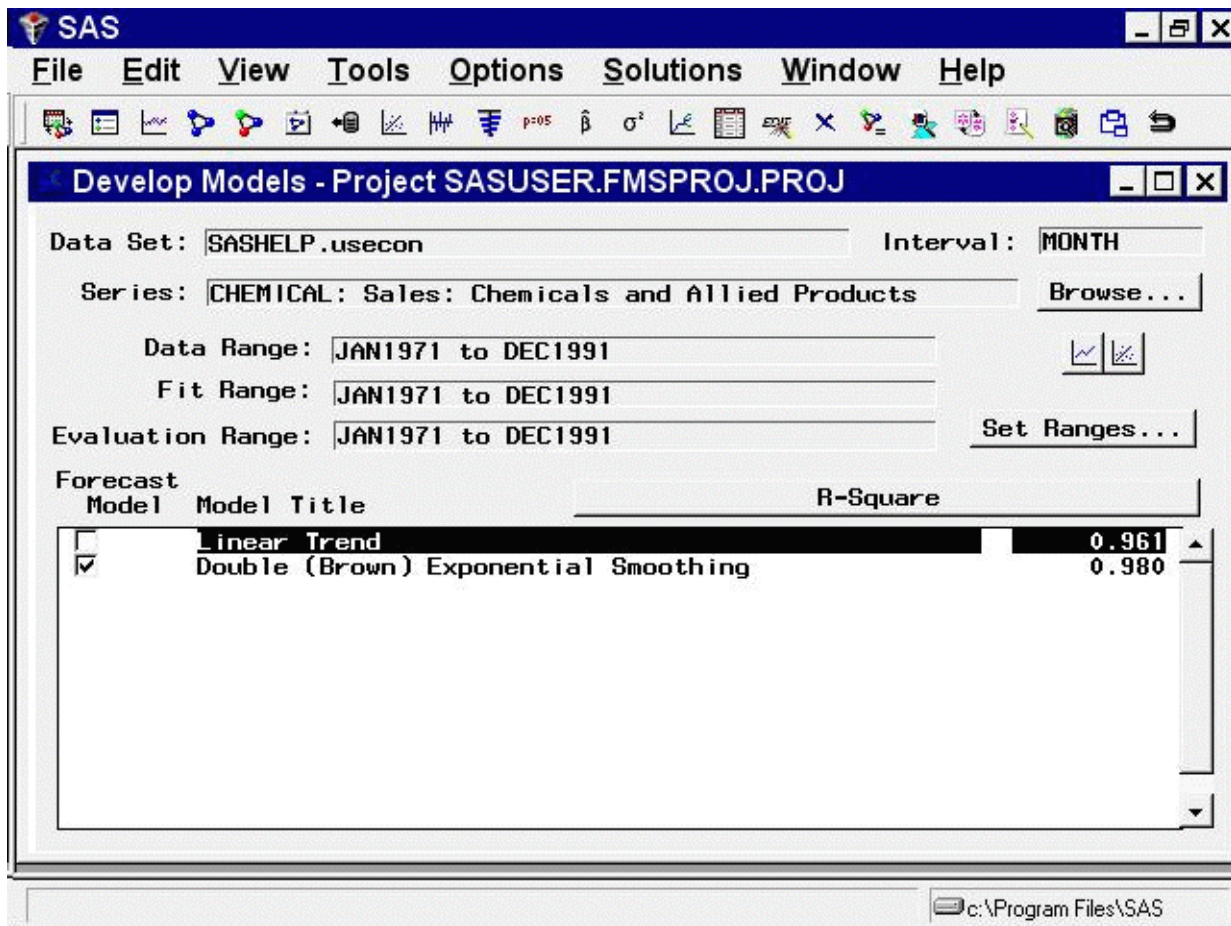 SAS
File Edit View Tools Options Solutions Window Help
p=05 β̂ σ²
Develop Models - Project SASUSER.FMSPROJ.PROJ
Data Set: SASHELP.usecon Interval: MONTH
Series: CHEMICAL: Sales: Chemicals and Allied Products Browse...
Data Range: JAN1971 to DEC1991
Fit Range: JAN1971 to DEC1991
Evaluation Range: JAN1971 to DEC1991 Set Ranges...
Forecast
Model Model Title R-Square
Linear Trend 0.961
Double (Brown) Exponential Smoothing 0.980
c:\Program Files\SAS